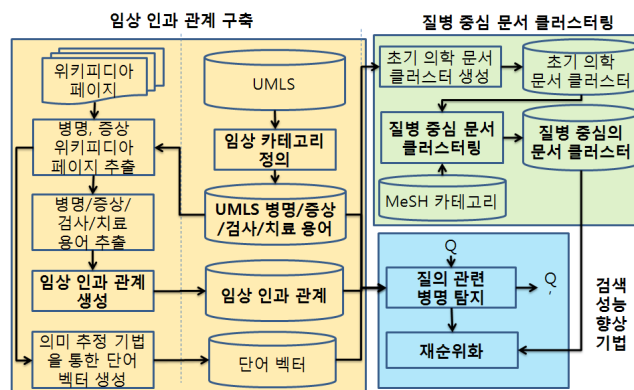 임상 인과 관계 구축
위키피디아
페이지
병명, 증상
위키피디아
페이지 추출
병명/증상/
검사/치료
용어 추출
임상 인과 관계
생성
의미 추정 기법
을 통한 단어
벡터 생성
UMLS
임상 카테고리
정의
UMLS 병명/증상
/검사/치료 용어
임상 인과 관계
단어 벡터
질병 중심 문서 클러스터링
초기 의학 문서
클러스터 생성
초기 의학
문서 클러스터
질병 중심 문서
클러스터링
질병 중심의
문서 클러스터
MeSH 카테고리
Q
질의 관련
병명 탐지
Q
'
재순위화
검색
성능
향상
기법